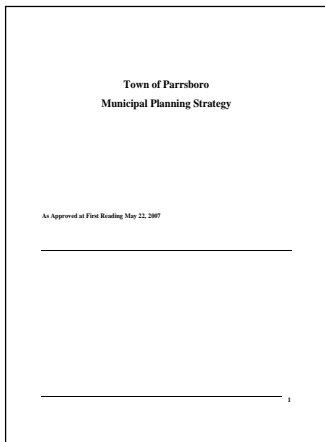 Town of Parrsboro
Municipal Planning Strategy
As Approved at First Reading May 22, 2007
1